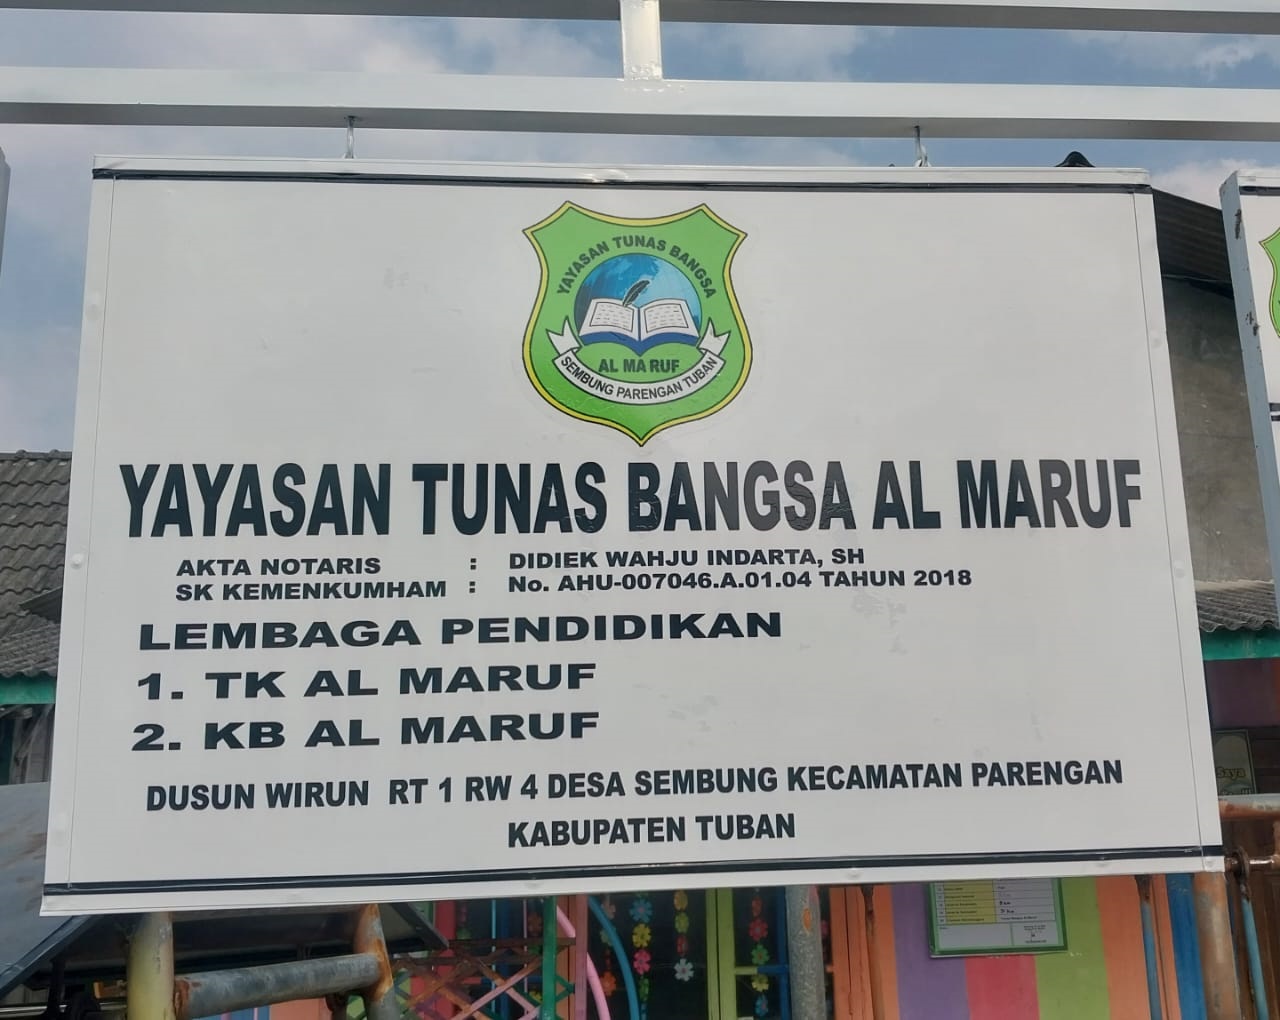 YAYASAN TUNAS BANGSA
AL MA RUF
SEMBUNG PARENGAN TUBAN
YAYASAN TUNAS BANGSA AL MARUF
AKTA NOTARIS : DIDIEK WAHJU INDARTA, SH
SK KEMENKUMHAM : No. AHU-007046.A.01.04 TAHUN 2018
LEMBAGA PENDIDIKAN
1. TK AL MARUF
2. KB AL MARUF
DUSUN WIRUN RT 1 RW 4 DESA SEMBUNG KECAMATAN PARENGAN
KABUPATEN TUBAN